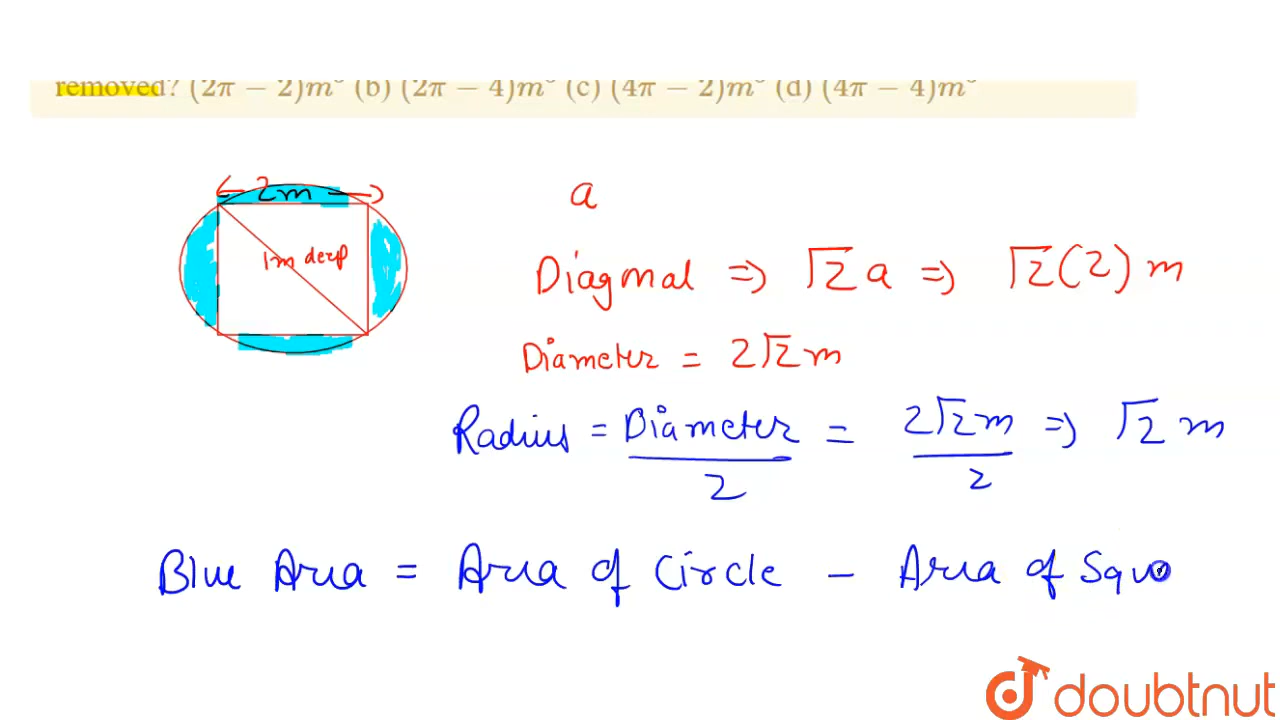 removed? (2π − 2)m³ (b) (2π − 4)m³ (c) (4π − 2)m³ (d) (4π − 4)m³
← 2m →
1m deep
a
Diagonal ⇒ √2 a ⇒ √2(2) m
Diameter = 2√2 m
Radius = Diameter/2 = 2√2 m/2 ⇒ √2 m
Blue Area = Area of Circle − Area of Squa
doubtnut